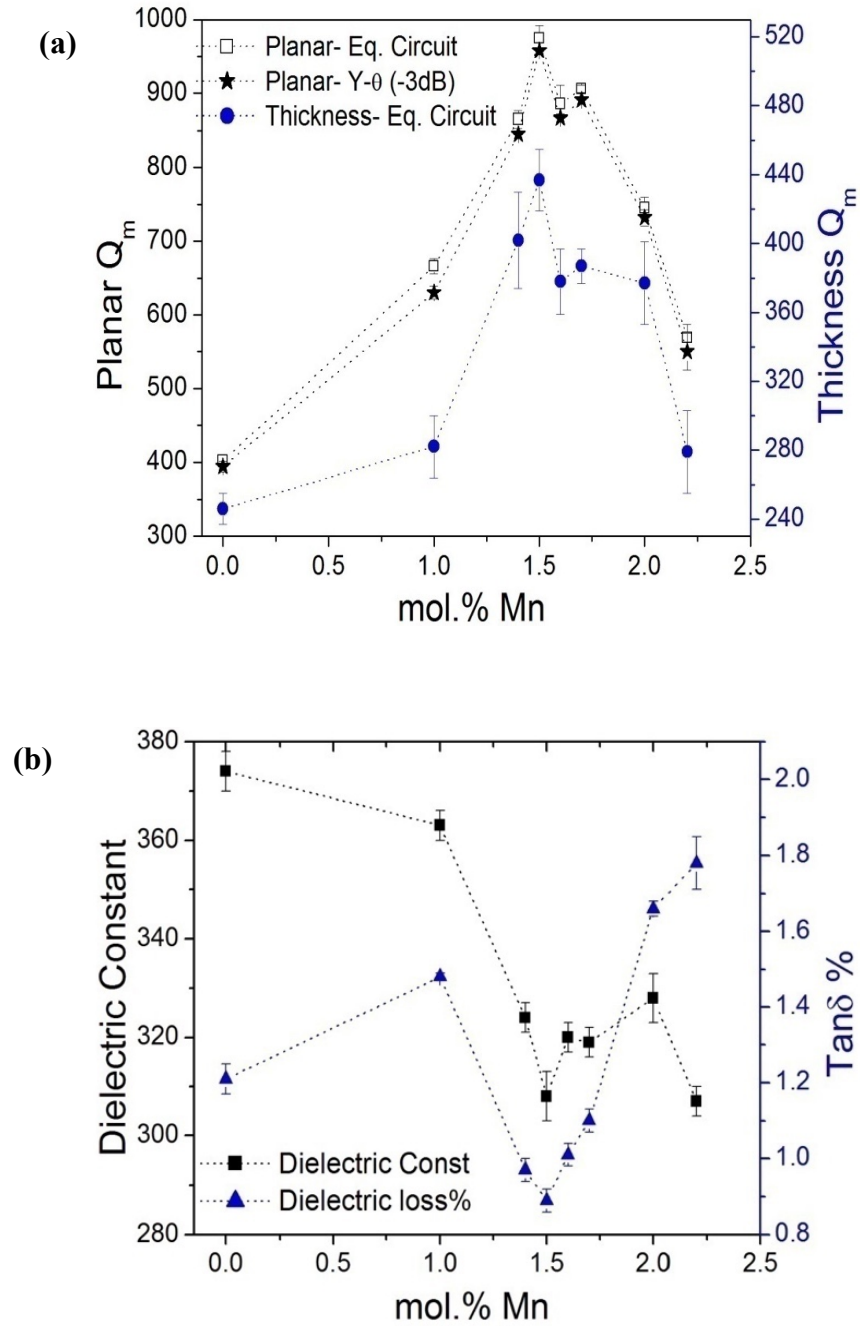 (a)
1000
900
800
700
600
500
400
300
Planar Qm
Planar- Eq. Circuit
Planar- Y-θ (-3dB)
Thickness- Eq. Circuit
520
480
440
400
360
320
280
240
Thickness Qm
0.0 0.5 1.0 1.5 2.0 2.5
mol.% Mn
(b)
380
360
340
320
300
280
Dielectric Constant
Dielectric Const
Dielectric loss%
2.0
1.8
1.6
1.4
1.2
1.0
0.8
Tanδ %
0.0 0.5 1.0 1.5 2.0 2.5
mol.% Mn